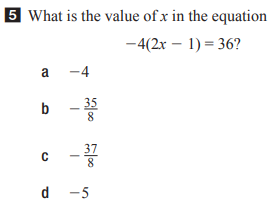 5 What is the value of x in the equation
−4(2x − 1) = 36?
a −4
b − 35/8
c − 37/8
d −5